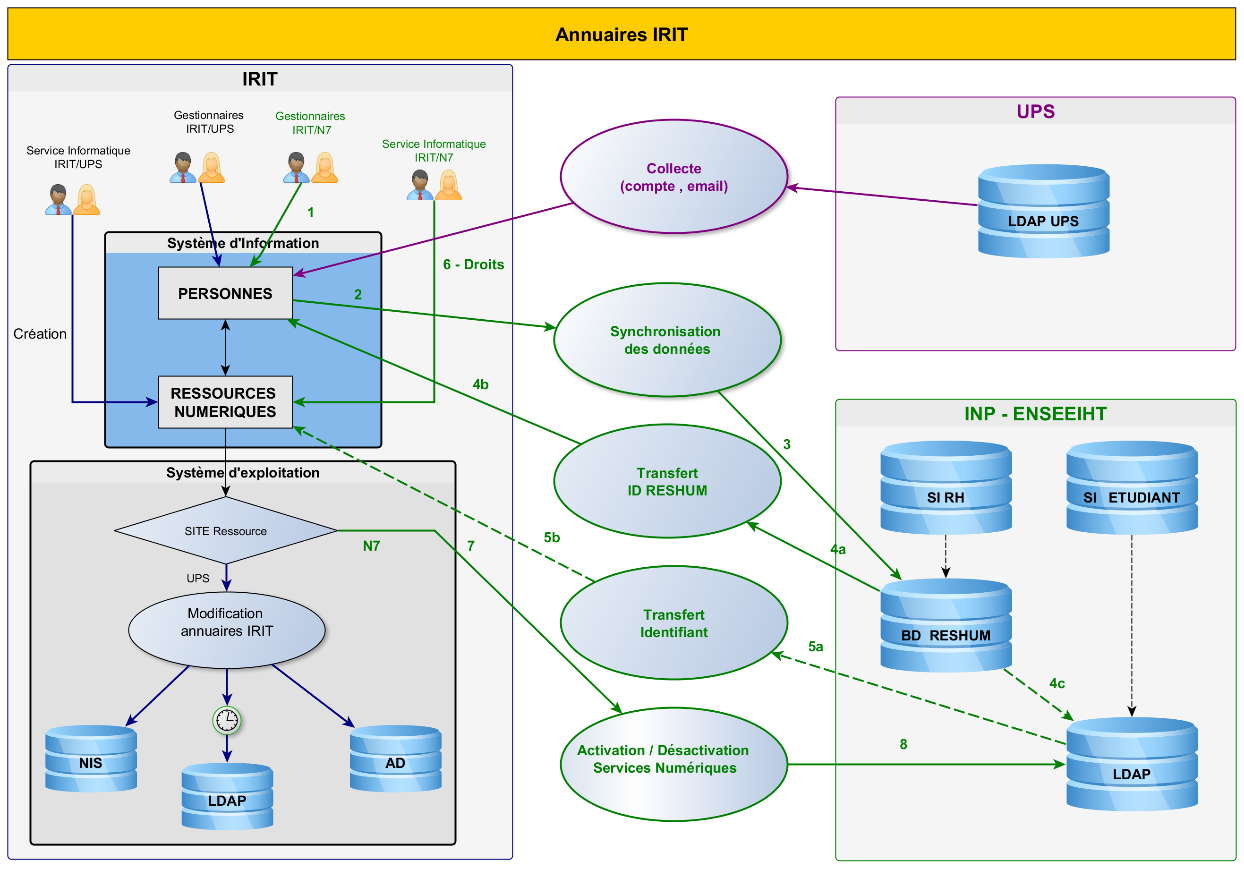 Annuaires IRIT
IRIT
Gestionnaires
IRIT/UPS
Gestionnaires
IRIT/N7
Service Informatique
IRIT/UPS
Service Informatique
IRIT/N7
1
Système d'Information
PERSONNES
2
6 - Droits
Création
RESSOURCES
NUMERIQUES
4b
Système d'exploitation
SITE Ressource
N7
7
5b
UPS
Modification
annuaires IRIT
NIS
LDAP
AD
Collecte
(compte , email)
Synchronisation
des données
3
Transfert
ID RESHUM
4a
Transfert
Identifiant
5a
Activation / Désactivation
Services Numériques
8
UPS
LDAP UPS
INP - ENSEEIHT
SI RH
SI ETUDIANT
BD RESHUM
4c
LDAP